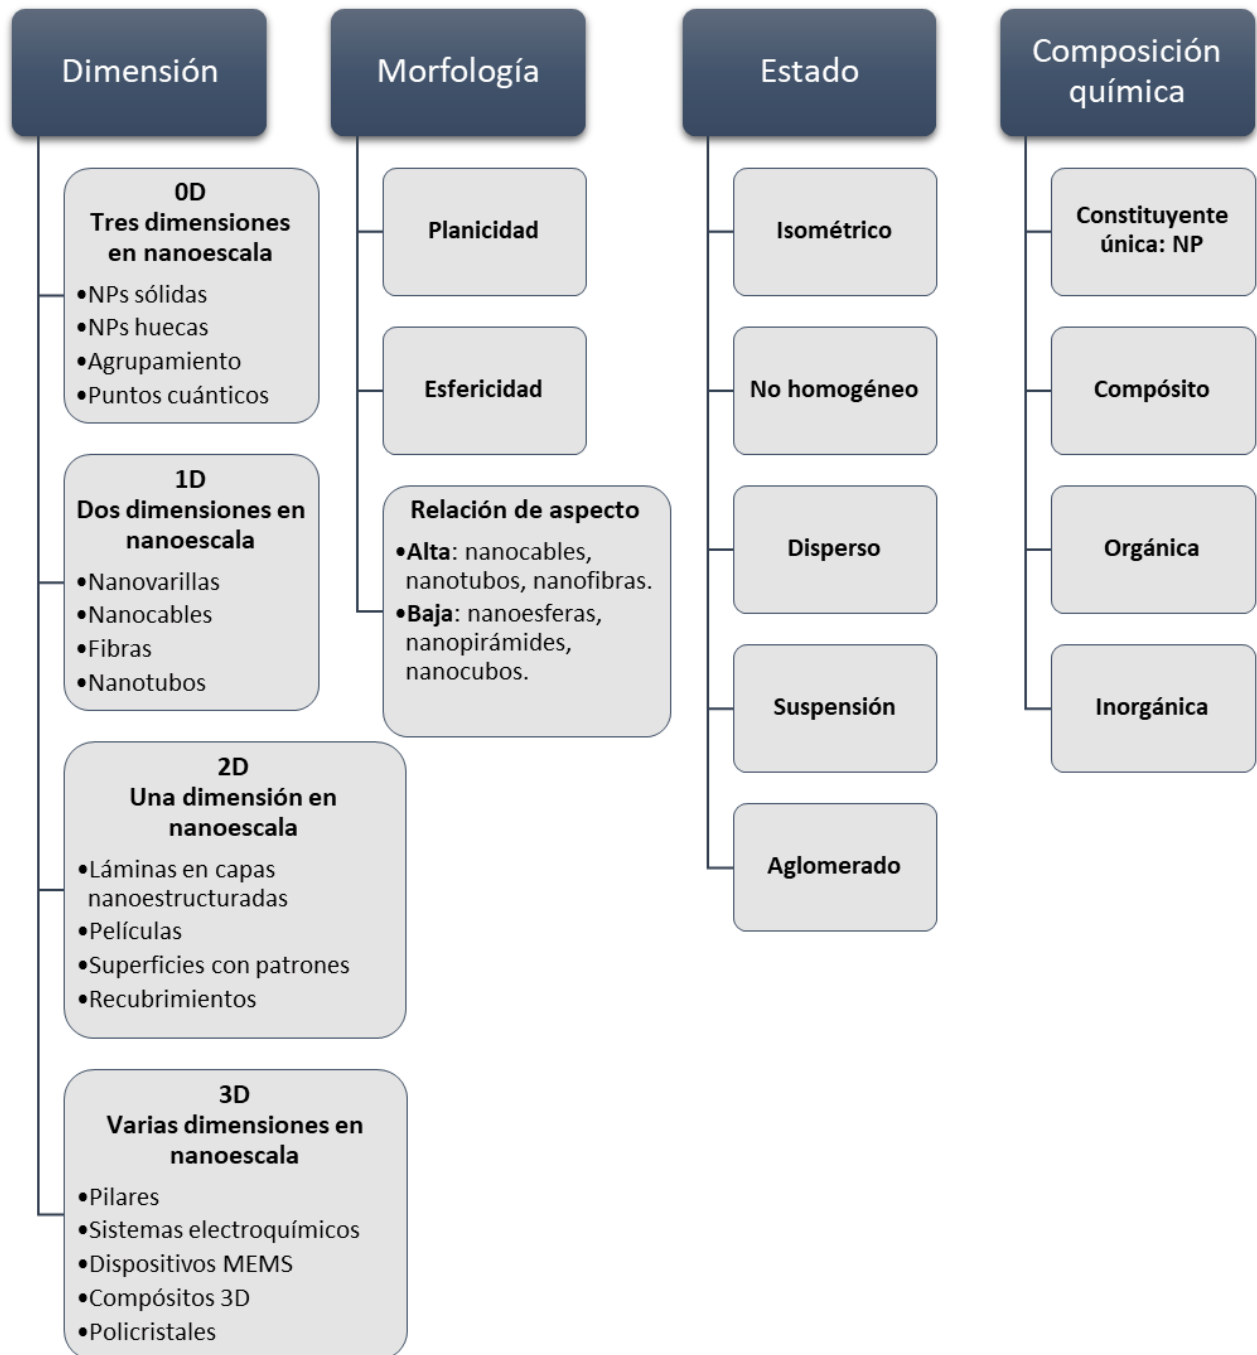 Dimensión
0D
Tres dimensiones
en nanoescala
•NPs sólidas
•NPs huecas
•Agrupamiento
•Puntos cuánticos
1D
Dos dimensiones en
nanoescala
•Nanovarillas
•Nanocables
•Fibras
•Nanotubos
2D
Una dimensión en
nanoescala
•Láminas en capas
nanoestructuradas
•Películas
•Superficies con patrones
•Recubrimientos
3D
Varias dimensiones en
nanoescala
•Pilares
•Sistemas electroquímicos
•Dispositivos MEMS
•Compósitos 3D
•Policristales
Morfología
Planicidad
Esfericidad
Relación de aspecto
•Alta: nanocables,
nanotubos, nanofibras.
•Baja: nanoesferas,
nanopirámides,
nanocubos.
Estado
Isométrico
No homogéneo
Disperso
Suspensión
Aglomerado
Composición
química
Constituyente
única: NP
Compósito
Orgánica
Inorgánica